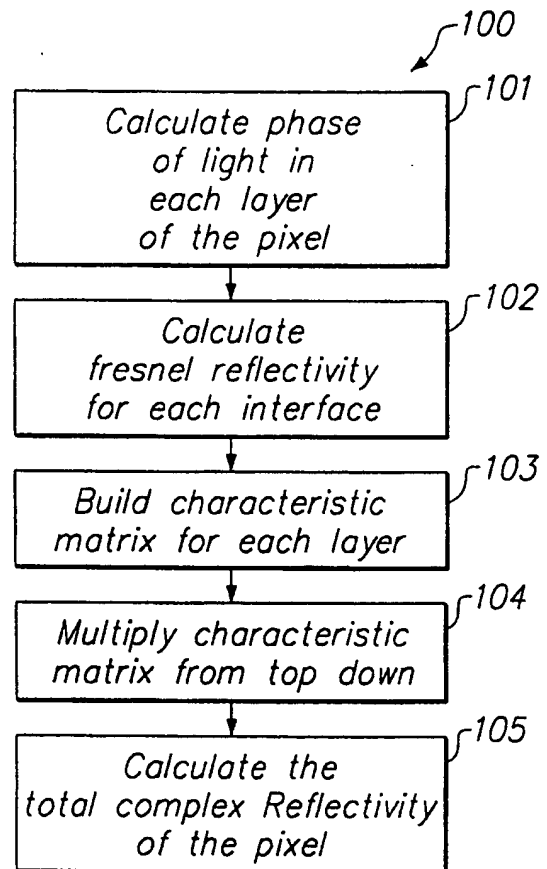 100
101
Calculate phase
of light in
each layer
of the pixel
102
Calculate
fresnel reflectivity
for each interface
103
Build characteristic
matrix for each layer
104
Multiply characteristic
matrix from top down
105
Calculate the
total complex Reflectivity
of the pixel